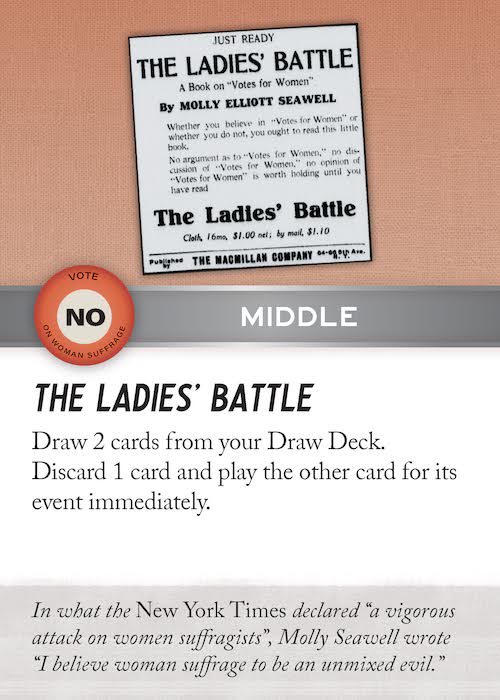 JUST READY
THE LADIES' BATTLE
A Book on "Votes for Women"
By MOLLY ELLIOTT SEAWELL
Whether you believe in "Votes for Women" or
whether you do not, you ought to read this little
book.
No argument as to "Votes for Women," no dis-
cussion of "Votes for Women," no opinion of
"Votes for Women" is worth holding until you
have read
The Ladies' Battle
Cloth, 16mo, $1.00 net; by mail, $1.10
Published by THE MACMILLAN COMPANY 64-66 5th Ave. N. Y.
VOTE
NO
ON WOMAN SUFFRAGE
MIDDLE
THE LADIES' BATTLE
Draw 2 cards from your Draw Deck.
Discard 1 card and play the other card for its
event immediately.
In what the New York Times declared "a vigorous
attack on women suffragists", Molly Seawell wrote
"I believe woman suffrage to be an unmixed evil."